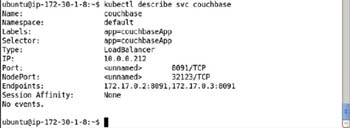 ubuntu@ip-172-30-1-8:~$ kubectl describe svc couchbase
Name: couchbase
Namespace: default
Labels: app=couchbaseApp
Selector: app=couchbaseApp
Type: LoadBalancer
IP: 10.0.0.212
Port: <unnamed> 8091/TCP
NodePort: <unnamed> 32123/TCP
Endpoints: 172.17.0.2:8091,172.17.0.3:8091
Session Affinity: None
No events.
ubuntu@ip-172-30-1-8:~$